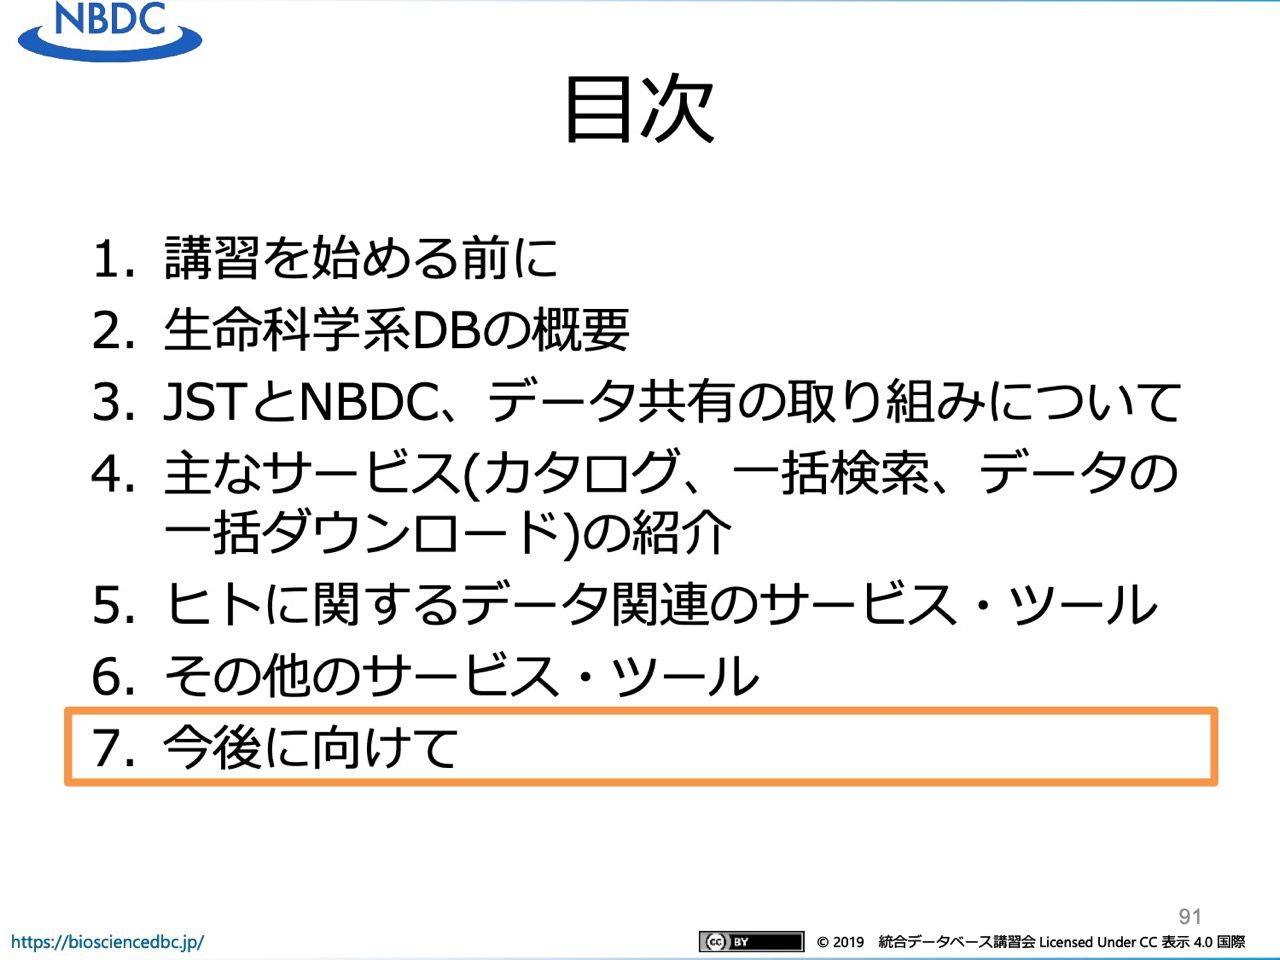 NBDC
目次
1. 講習を始める前に
2. 生命科学系DBの概要
3. JSTとNBDC、データ共有の取り組みについて
4. 主なサービス(カタログ、一括検索、データの
一括ダウンロード)の紹介
5. ヒトに関するデータ関連のサービス・ツール
6. その他のサービス・ツール
7. 今後に向けて
91
https://biosciencedbc.jp/
cc BY © 2019 統合データベース講習会 Licensed Under CC 表示 4.0 国際